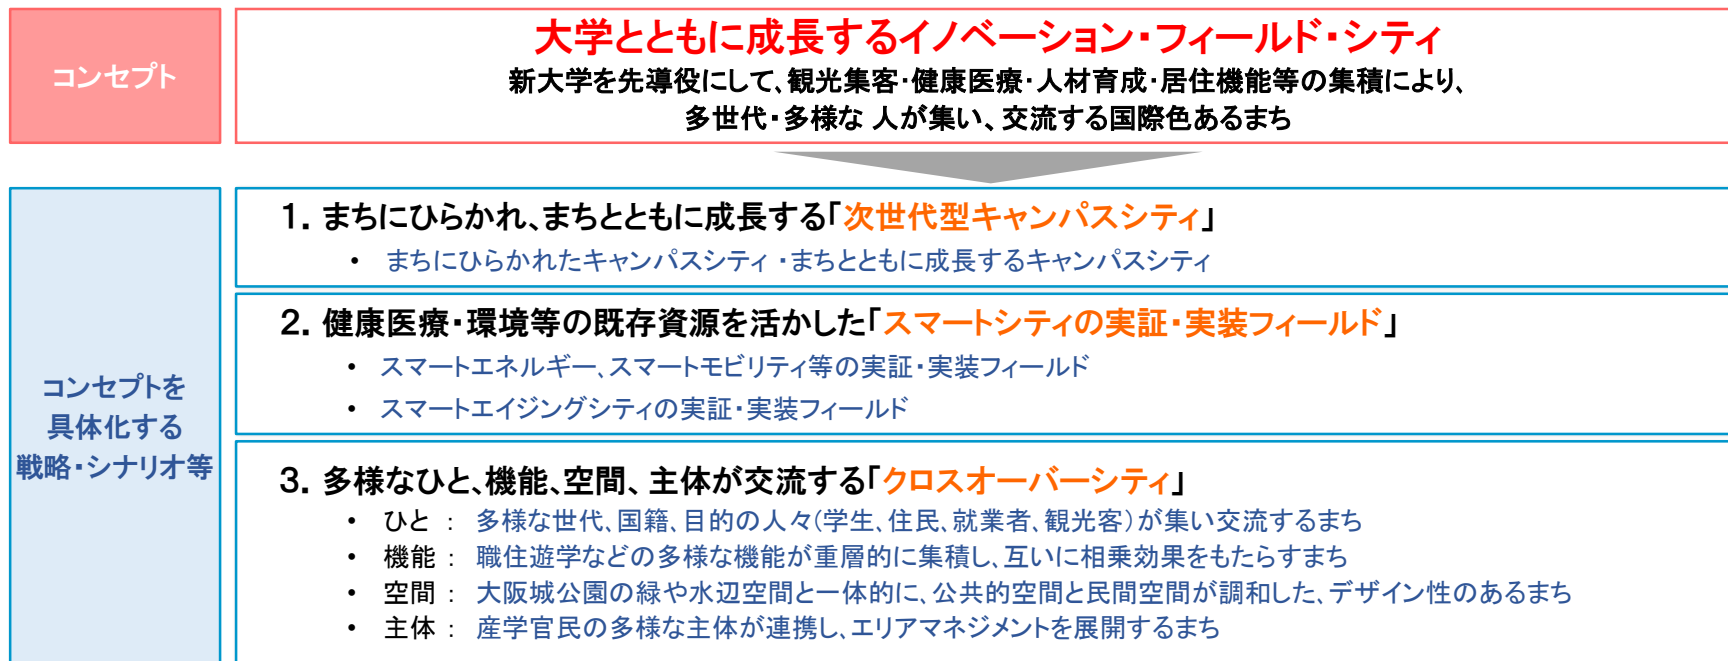 コンセプト
大学とともに成長するイノベーション・フィールド・シティ
新大学を先導役にして、観光集客・健康医療・人材育成・居住機能等の集積により、
多世代・多様な 人が集い、交流する国際色あるまち
コンセプトを
具体化する
戦略・シナリオ等
1. まちにひらかれ、まちとともに成長する「次世代型キャンパスシティ」
• まちにひらかれたキャンパスシティ ・まちとともに成長するキャンパスシティ
2. 健康医療・環境等の既存資源を活かした「スマートシティの実証・実装フィールド」
• スマートエネルギー、スマートモビリティ等の実証・実装フィールド
• スマートエイジングシティの実証・実装フィールド
3. 多様なひと、機能、空間、主体が交流する「クロスオーバーシティ」
• ひと : 多様な世代、国籍、目的の人々(学生、住民、就業者、観光客)が集い交流するまち
• 機能 : 職住遊学などの多様な機能が重層的に集積し、互いに相乗効果をもたらすまち
• 空間 : 大阪城公園の緑や水辺空間と一体的に、公共的空間と民間空間が調和した、デザイン性のあるまち
• 主体 : 産学官民の多様な主体が連携し、エリアマネジメントを展開するまち